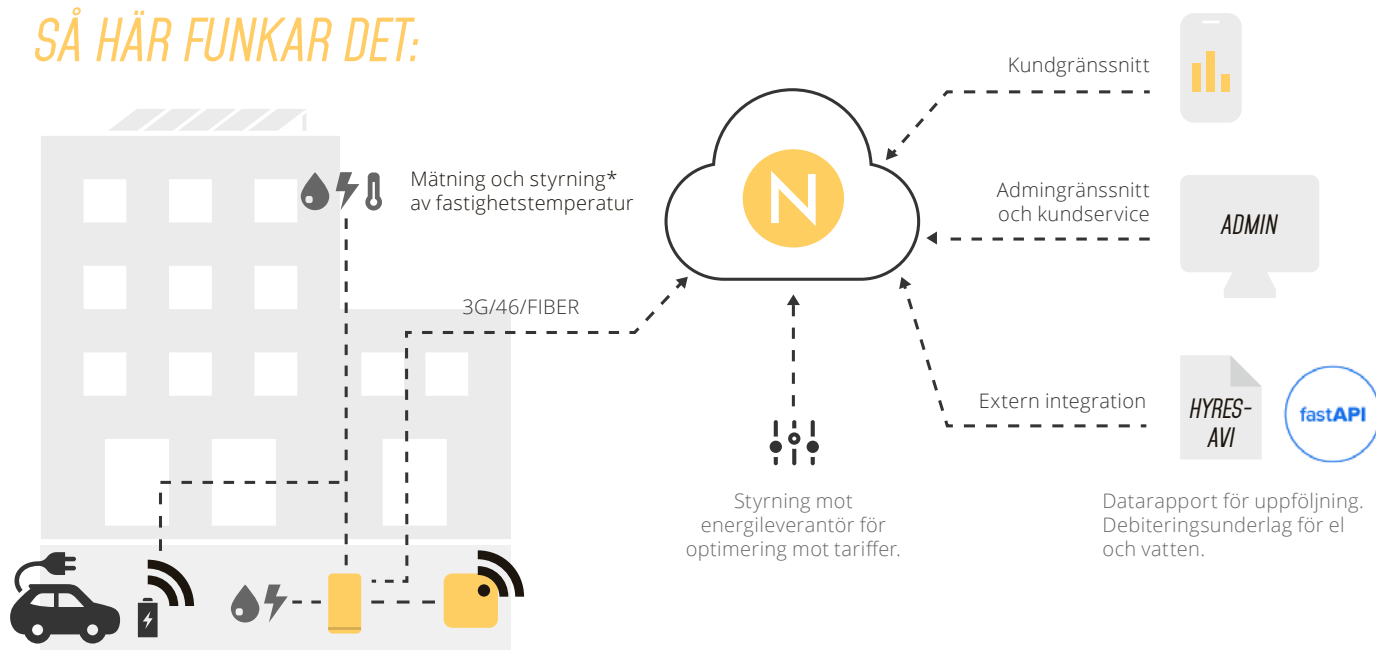 SÅ HÄR FUNKAR DET:
Kundgränssnitt
Mätning och styrning*
av fastighetstemperatur
N
Admingränssnitt
och kundservice
ADMIN
3G/46/FIBER
Extern integration
HYRES-
AVI
fastAPI
Styrning mot
energileverantör för
optimering mot tariffer.
Datarapport för uppföljning.
Debiteringsunderlag för el
och vatten.